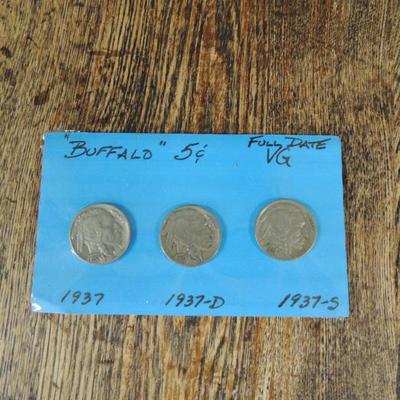 "BUFFALO" 5¢ FULL DATE
VG
1937 1937-D 1937-S